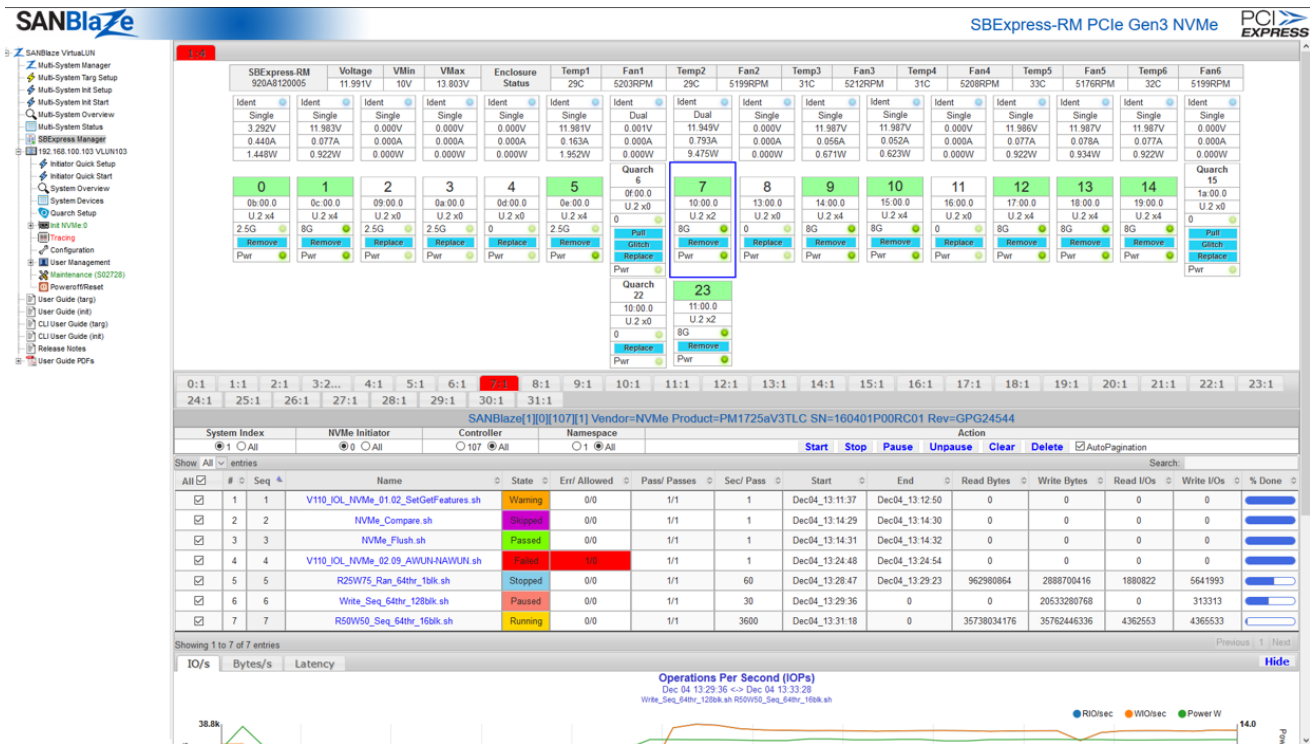 SANBlaze
SBExpress-RM PCIe Gen3 NVMe
PCI EXPRESS
SANBlaze VirtuaLUN
Multi-System Manager
Multi-System Targ Setup
Multi-System Init Setup
Multi-System Init Start
Multi-System Overview
Multi-System Status
SBExpress Manager
192.168.100.103 VLUN103
Initiator Quick Setup
Initiator Quick Start
System Overview
System Devices
Quarch Setup
Init NVMe:0
Tracing
Configuration
User Management
Maintenance (S02728)
Poweroff/Reset
User Guide (targ)
User Guide (init)
CLI User Guide (targ)
CLI User Guide (init)
Release Notes
User Guide PDFs
SBExpress-RM Voltage VMin VMax Enclosure Status Temp1 Fan1 Temp2 Fan2 Temp3 Fan3 Temp4 Fan4 Temp5 Fan5 Temp6 Fan6
920A8120005 11.991V 10V 13.803V 29C 5203RPM 29C 5199RPM 31C 5212RPM 31C 5208RPM 33C 5176RPM 32C 5199RPM
Ident Ident Ident Ident Ident Ident Ident Ident Ident Ident Ident Ident Ident Ident Ident Ident
Single Single Single Single Single Single Dual Dual Single Single Single Single Single Single Single Single
3.292V 11.983V 0.000V 0.000V 0.000V 11.981V 0.001V 11.949V 0.000V 11.987V 11.987V 0.000V 11.986V 11.987V 11.987V 0.000V
0.440A 0.077A 0.000A 0.000A 0.000A 0.163A 0.000A 0.793A 0.000A 0.056A 0.052A 0.000A 0.077A 0.078A 0.077A 0.000A
1.448W 0.922W 0.000W 0.000W 0.000W 1.952W 0.000W 9.475W 0.000W 0.671W 0.623W 0.000W 0.922W 0.934W 0.922W 0.000W
Quarch Quarch
0 1 2 3 4 5 6 7 8 9 10 11 12 13 14 15
0b:00.0 0c:00.0 09:00.0 0a:00.0 0d:00.0 0e:00.0 0f:00.0 10:00.0 13:00.0 14:00.0 15:00.0 16:00.0 17:00.0 18:00.0 19:00.0 1a:00.0
U.2 x4 U.2 x4 U.2 x0 U.2 x0 U.2 x0 U.2 x4 U.2 x0 U.2 x2 U.2 x0 U.2 x4 U.2 x4 U.2 x0 U.2 x4 U.2 x4 U.2 x4 U.2 x0
2.5G 8G 2.5G 2.5G 0 2.5G 0 8G 0 8G 8G 0 8G 8G 8G 0
Pull Pull
Glitch Glitch
Remove Remove Replace Replace Replace Remove Replace Remove Replace Remove Remove Replace Remove Remove Remove Replace
Pwr Pwr Pwr Pwr Pwr Pwr Pwr Pwr Pwr Pwr Pwr Pwr Pwr Pwr Pwr Pwr
Quarch
22 23
10:00.0 11:00.0
U.2 x0 U.2 x2
0 8G
Replace Remove
Pwr Pwr
0:1 1:1 2:1 3:2... 4:1 5:1 6:1 7:1 8:1 9:1 10:1 11:1 12:1 13:1 14:1 15:1 16:1 17:1 18:1 19:1 20:1 21:1 22:1 23:1
24:1 25:1 26:1 27:1 28:1 29:1 30:1 31:1
SANBlaze[1][0][107][1] Vendor=NVMe Product=PM1725aV3TLC SN=160401P00RC01 Rev=GPG24544
System Index NVMe Initiator Controller Namespace Action
1 All 0 All 107 All 1 All Start Stop Pause Unpause Clear Delete AutoPagination
Show All entries Search:
All # Seq Name State Err/ Allowed Pass/ Passes Sec/ Pass Start End Read Bytes Write Bytes Read I/Os Write I/Os % Done
1 1 V110_IOL_NVMe_01.02_SetGetFeatures.sh Warning 0/0 1/1 1 Dec04_13:11:37 Dec04_13:12:50 0 0 0 0
2 2 NVMe_Compare.sh Skipped 0/0 1/1 1 Dec04_13:14:29 Dec04_13:14:30 0 0 0 0
3 3 NVMe_Flush.sh Passed 0/0 1/1 1 Dec04_13:14:31 Dec04_13:14:32 0 0 0 0
4 4 V110_IOL_NVMe_02.09_AWUN-NAWUN.sh Failed 1/0 1/1 1 Dec04_13:24:48 Dec04_13:24:54 0 0 0 0
5 5 R25W75_Ran_64thr_1blk.sh Stopped 0/0 1/1 60 Dec04_13:28:47 Dec04_13:29:23 962980864 2888700416 1880822 5641993
6 6 Write_Seq_64thr_128blk.sh Paused 0/0 1/1 30 Dec04_13:29:36 0 0 20533280768 0 313313
7 7 R50W50_Seq_64thr_16blk.sh Running 0/0 1/1 3600 Dec04_13:31:18 0 35738034176 35762446336 4362553 4365533
Showing 1 to 7 of 7 entries Previous 1 Next
IO/s Bytes/s Latency Hide
Operations Per Second (IOPs)
Dec 04 13:29:36 <-> Dec 04 13:33:28
Write_Seq_64thr_128blk.sh R50W50_Seq_64thr_16blk.sh
RIO/sec WIO/sec Power W
38.8k 14.0